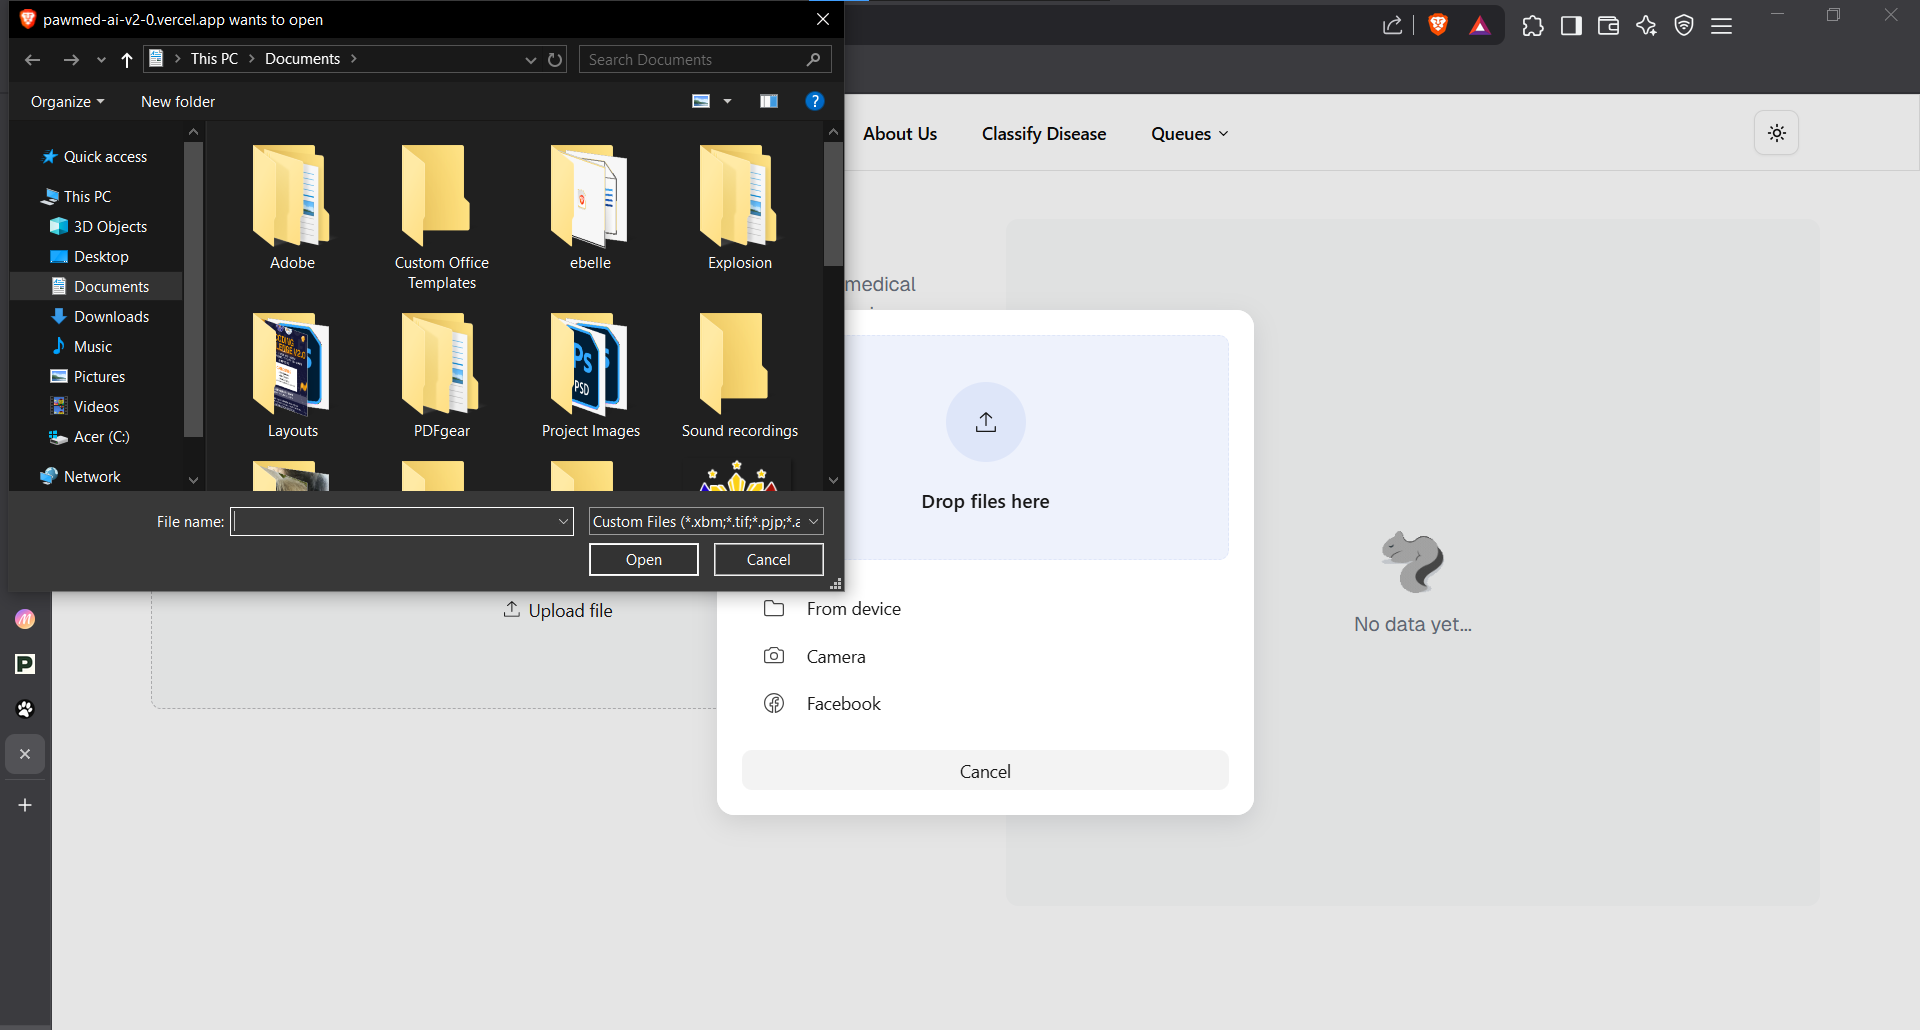 pawmed-ai-v2-0.vercel.app wants to open
This PC
Documents
Search Documents
Organize
New folder
Quick access
This PC
3D Objects
Desktop
Documents
Downloads
Music
Pictures
Videos
Acer (C:)
Network
Adobe
Custom Office
Templates
ebelle
Explosion
Layouts
PDFgear
Project Images
Sound recordings
File name:
Custom Files (*.xbm;*.tif;*.pjp;*.a
Open
Cancel
About Us
Classify Disease
Queues
medical
Drop files here
Upload file
From device
Camera
Facebook
Cancel
No data yet...